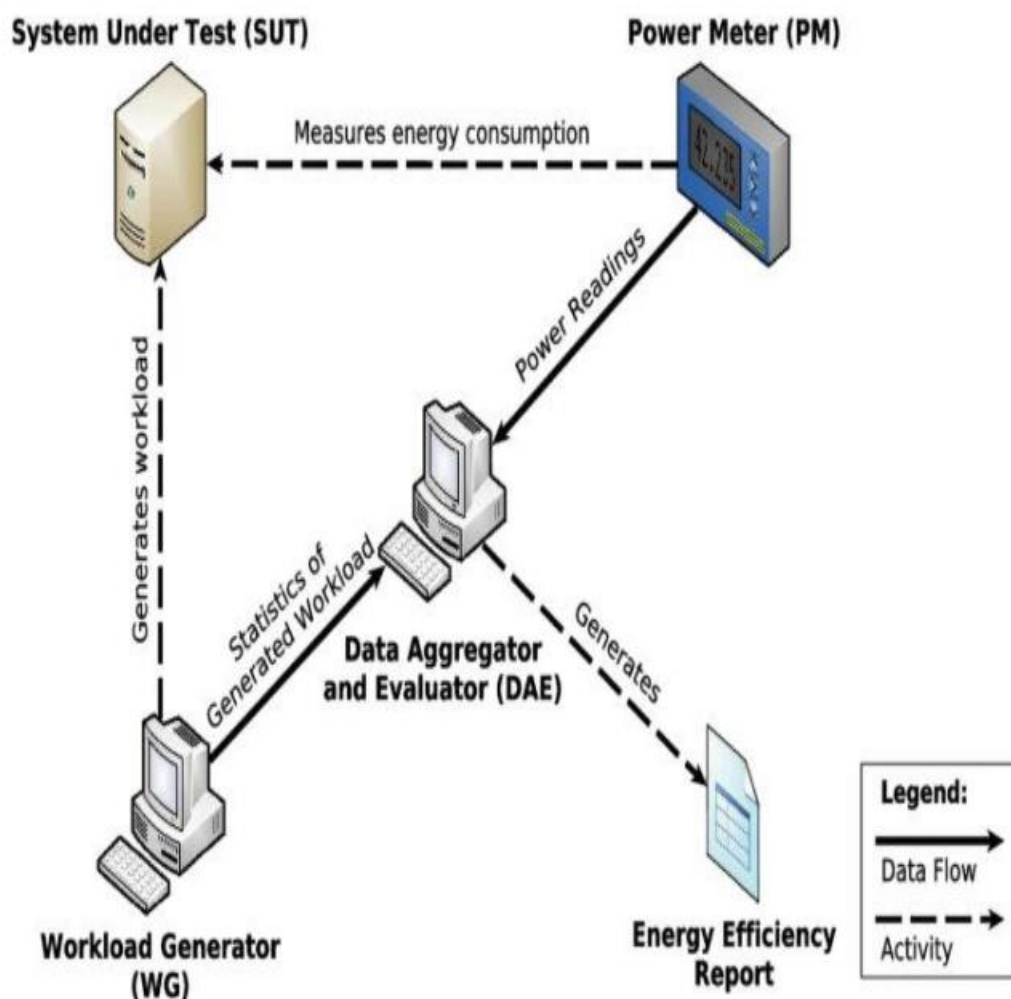 System Under Test (SUT)
Power Meter (PM)
Measures energy consumption
42.235
Power Readings
Generates workload
Statistics of
Generated Workload
Data Aggregator
and Evaluator (DAE)
Generates
Workload Generator
(WG)
Energy Efficiency
Report
Legend:
Data Flow
Activity